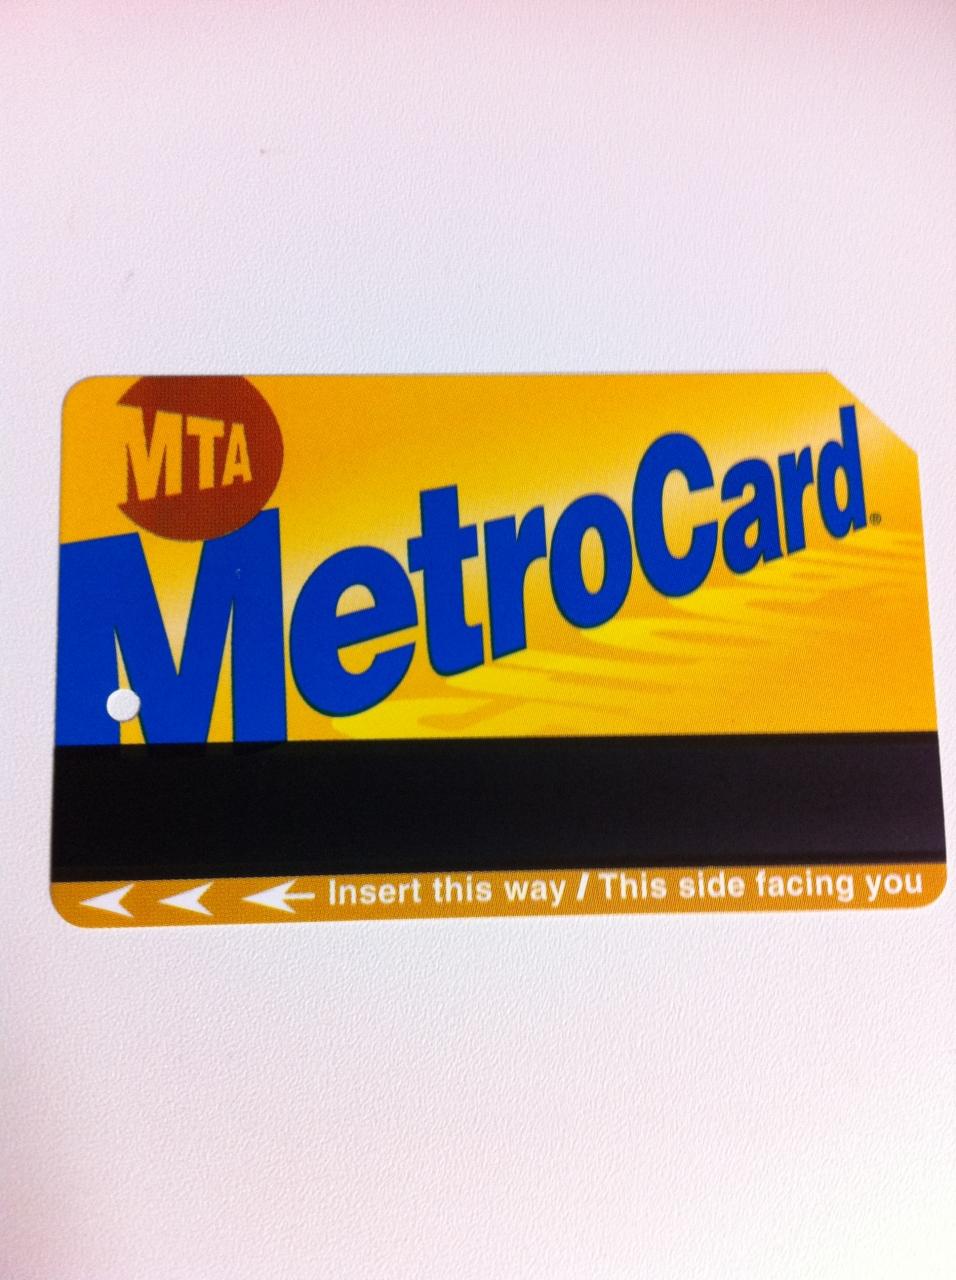 MTA
MetroCard®
Insert this way / This side facing you